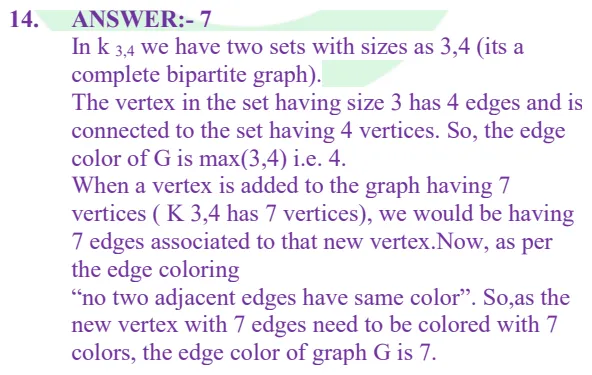 14. ANSWER:- 7
In k 3,4 we have two sets with sizes as 3,4 (its a
complete bipartite graph).
The vertex in the set having size 3 has 4 edges and is
connected to the set having 4 vertices. So, the edge
color of G is max(3,4) i.e. 4.
When a vertex is added to the graph having 7
vertices ( K 3,4 has 7 vertices), we would be having
7 edges associated to that new vertex.Now, as per
the edge coloring
“no two adjacent edges have same color”. So,as the
new vertex with 7 edges need to be colored with 7
colors, the edge color of graph G is 7.